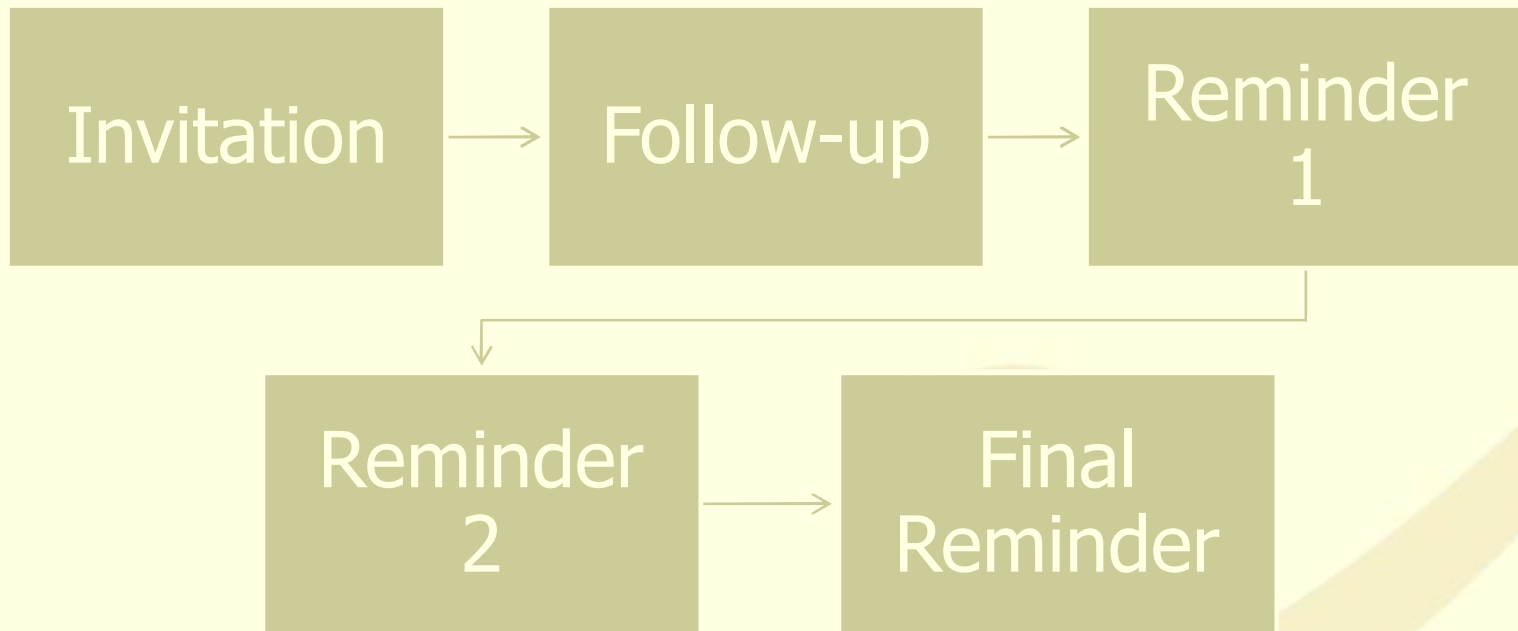 Invitation
Follow-up
Reminder
1
Reminder
2
Final
Reminder